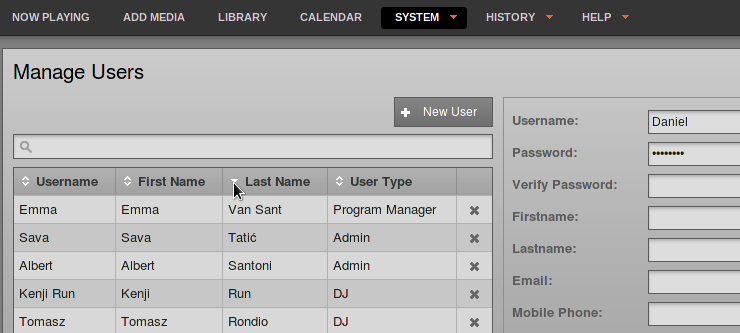 NOW PLAYING ADD MEDIA LIBRARY CALENDAR SYSTEM HISTORY HELP
Manage Users
New User
Username First Name Last Name User Type
Emma Emma Van Sant Program Manager
Sava Sava Tatić Admin
Albert Albert Santoni Admin
Kenji Run Kenji Run DJ
Tomasz Tomasz Rondio DJ
Username: Daniel
Password: ••••••••
Verify Password:
Firstname:
Lastname:
Email:
Mobile Phone: